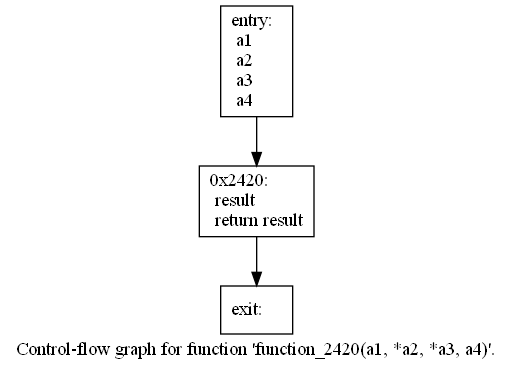 entry:
a1
a2
a3
a4
0x2420:
result
return result
exit:
Control-flow graph for function 'function_2420(a1, *a2, *a3, a4)'.